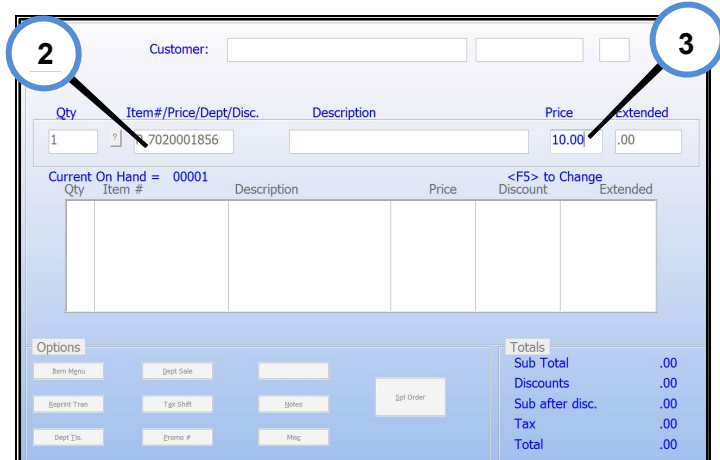 2
3
Customer:
Qty Item#/Price/Dept/Disc. Description Price Extended
1 ? 7020001856 10.00 .00
Current On Hand = 00001 <F5> to Change
Qty Item # Description Price Discount Extended
Options
Item Menu Dept Sale
Reprint Tran Tax Shift Notes Spl Order
Dept Tls. Promo # Misc
Totals
Sub Total .00
Discounts .00
Sub after disc. .00
Tax .00
Total .00